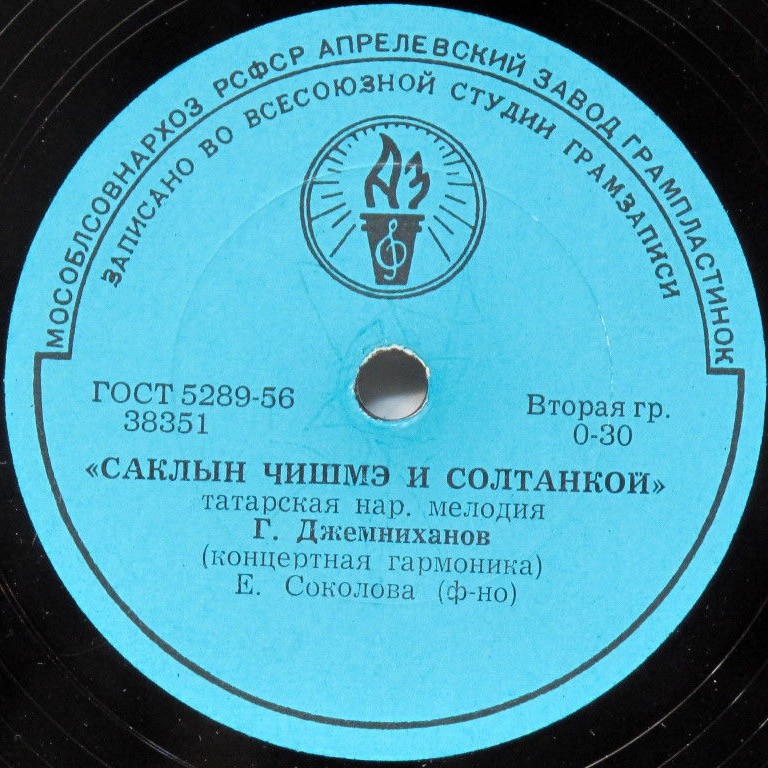 МОСОБЛСОВНАРХОЗ РСФСР АПРЕЛЕВСКИЙ ЗАВОД ГРАМПЛАСТИНОК
ЗАПИСАНО ВО ВСЕСОЮЗНОЙ СТУДИИ ГРАМЗАПИСИ
АЗ
ГОСТ 5289-56
38351
Вторая гр.
0-30
«САКЛЫН ЧИШМЭ И СОЛТАНКОЙ»
татарская нар. мелодия
Г. Джемниханов
(концертная гармоника)
Е. Соколова (ф-но)